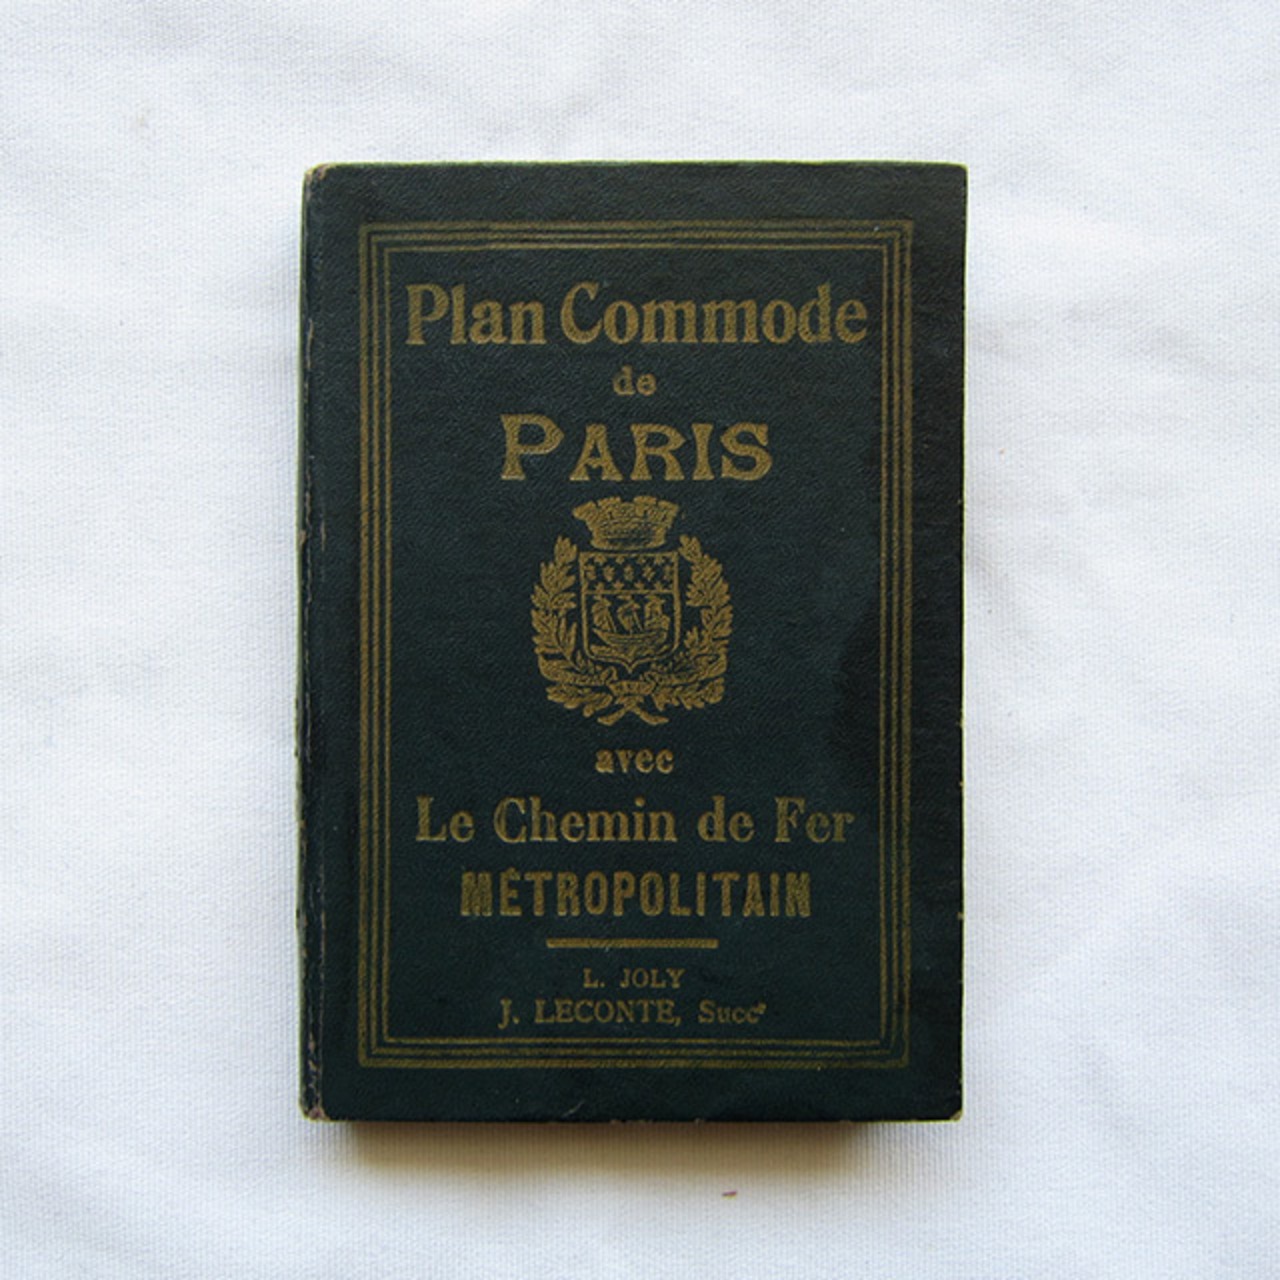 Plan Commode
de
PARIS
avec
Le Chemin de Fer
MÉTROPOLITAIN
L. JOLY
J. LECONTE, Succr